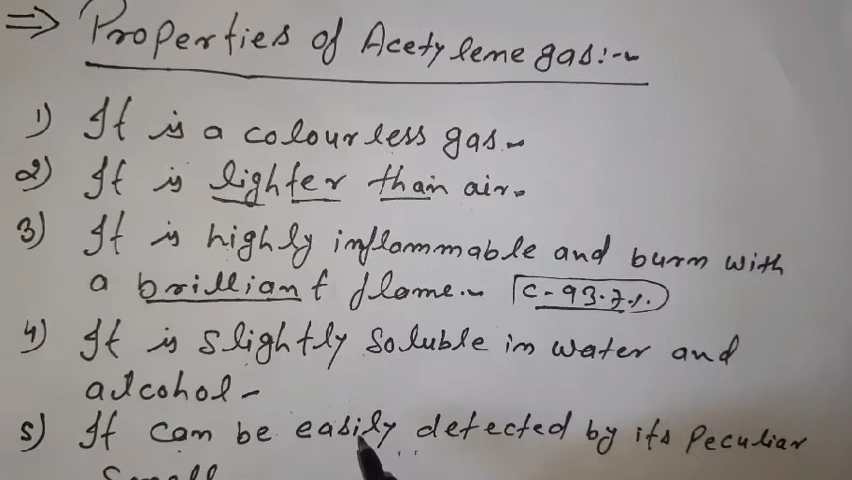 ⇒ Properties of Acetylene gas:-
1) It is a colourless gas.
2) It is lighter than air.
3) It is highly inflammable and burn with
a brilliant flame. C-93.7%.
4) It is slightly soluble in water and
alcohol-
5) It can be easily detected by its peculiar
Smell